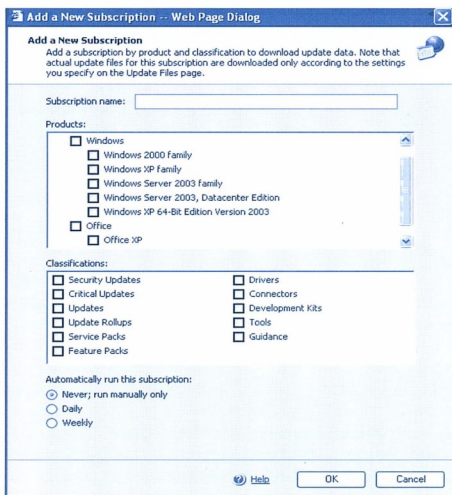 Add a New Subscription -- Web Page Dialog
Add a New Subscription
Add a subscription by product and classification to download update data. Note that
actual update files for this subscription are downloaded only according to the settings
you specify on the Update Files page.
Subscription name:
Products:
Windows
Windows 2000 family
Windows XP family
Windows Server 2003 family
Windows Server 2003, Datacenter Edition
Windows XP 64-Bit Edition Version 2003
Office
Office XP
Classifications:
Security Updates
Critical Updates
Updates
Update Rollups
Service Packs
Feature Packs
Drivers
Connectors
Development Kits
Tools
Guidance
Automatically run this subscription:
Never; run manually only
Daily
Weekly
Help
OK
Cancel